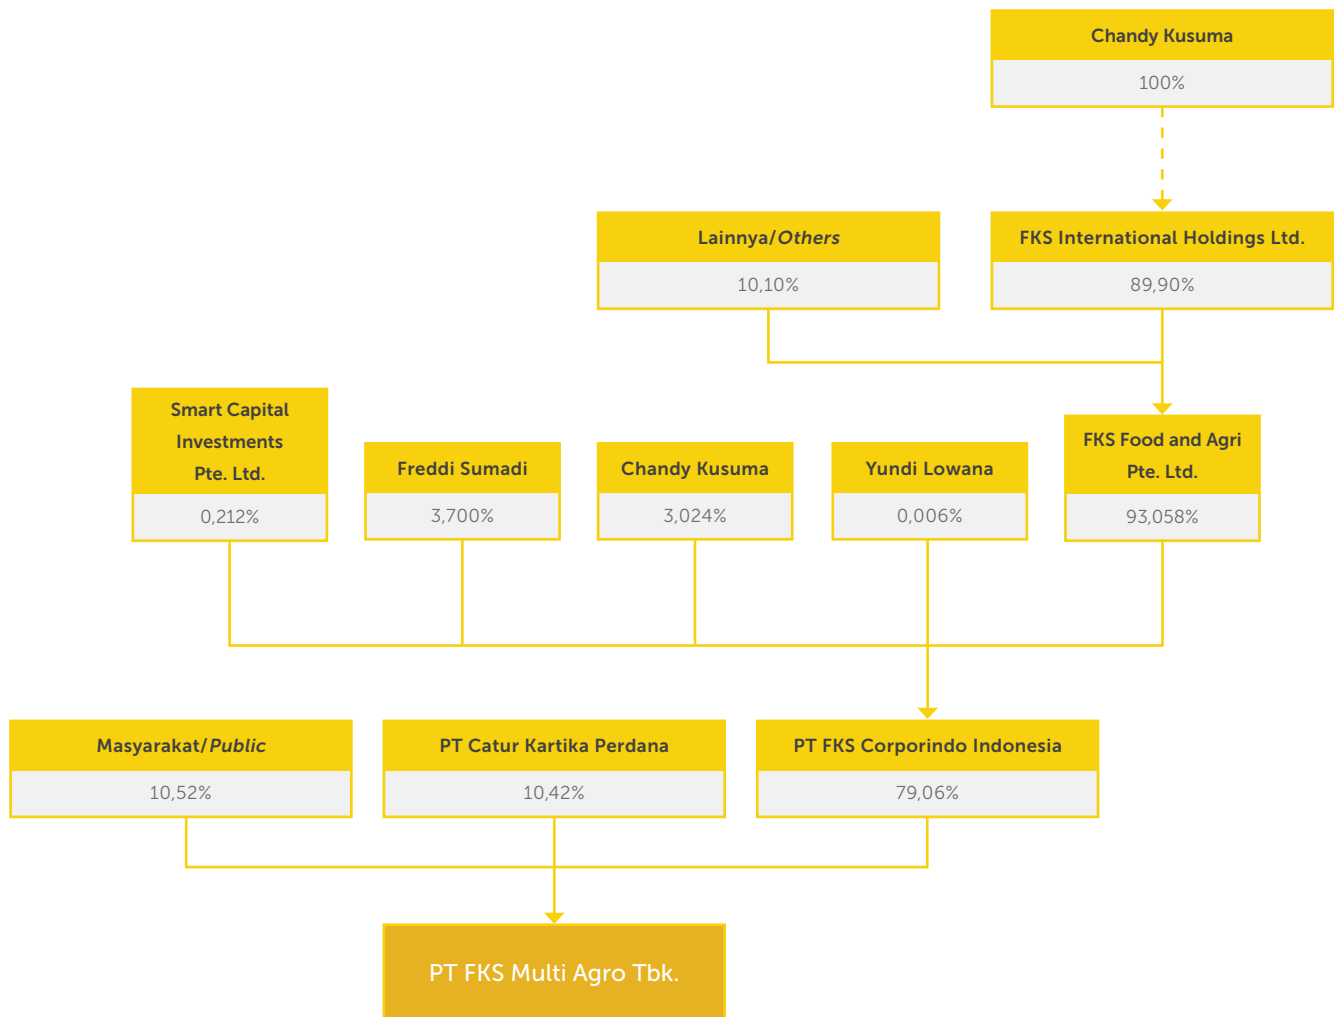 Chandy Kusuma
100%
Lainnya/Others
FKS International Holdings Ltd.
10,10%
89,90%
Smart Capital
Investments
Pte. Ltd.
Freddi Sumadi
Chandy Kusuma
Yundi Lowana
FKS Food and Agri
Pte. Ltd.
0,212%
3,700%
3,024%
0,006%
93,058%
Masyarakat/Public
PT Catur Kartika Perdana
PT FKS Corporindo Indonesia
10,52%
10,42%
79,06%
PT FKS Multi Agro Tbk.